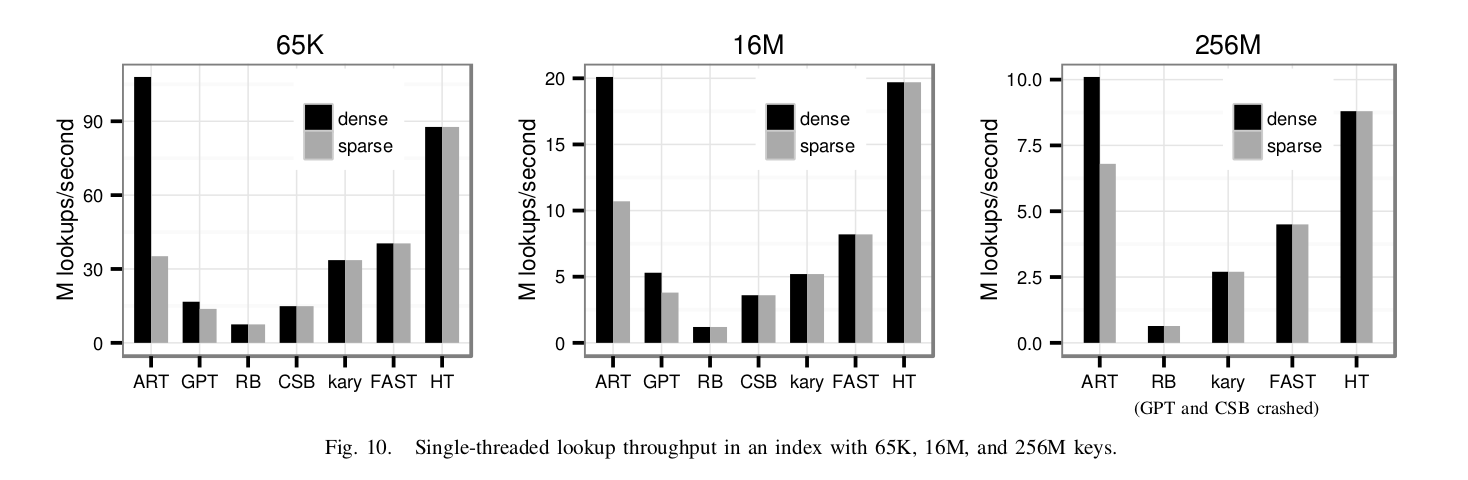 65K
M lookups/second
90
60
30
0
dense
sparse
ART GPT RB CSB kary FAST HT
16M
M lookups/second
20
15
10
5
0
dense
sparse
ART GPT RB CSB kary FAST HT
256M
M lookups/second
10.0
7.5
5.0
2.5
0.0
dense
sparse
ART RB kary FAST HT
(GPT and CSB crashed)
Fig. 10. Single-threaded lookup throughput in an index with 65K, 16M, and 256M keys.